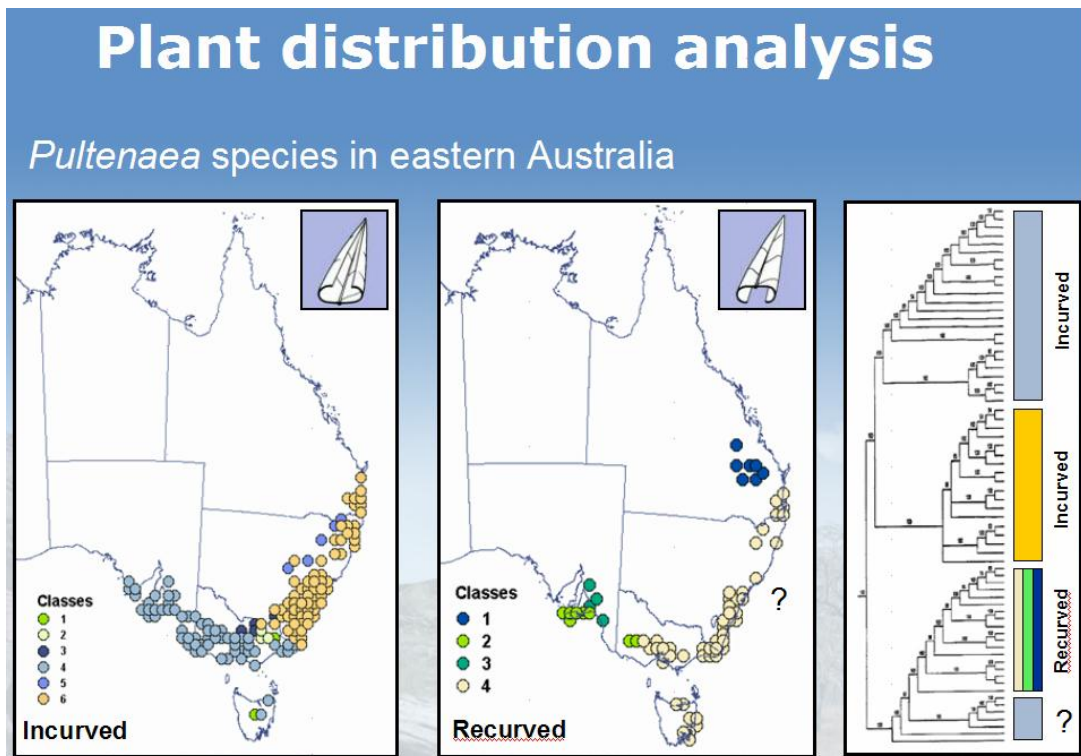 Plant distribution analysis
Pultenaea species in eastern Australia
Classes
1
2
3
4
5
6
Incurved
Classes
1
2
3
4
Recurved
?
Incurved
Incurved
Recurved
?